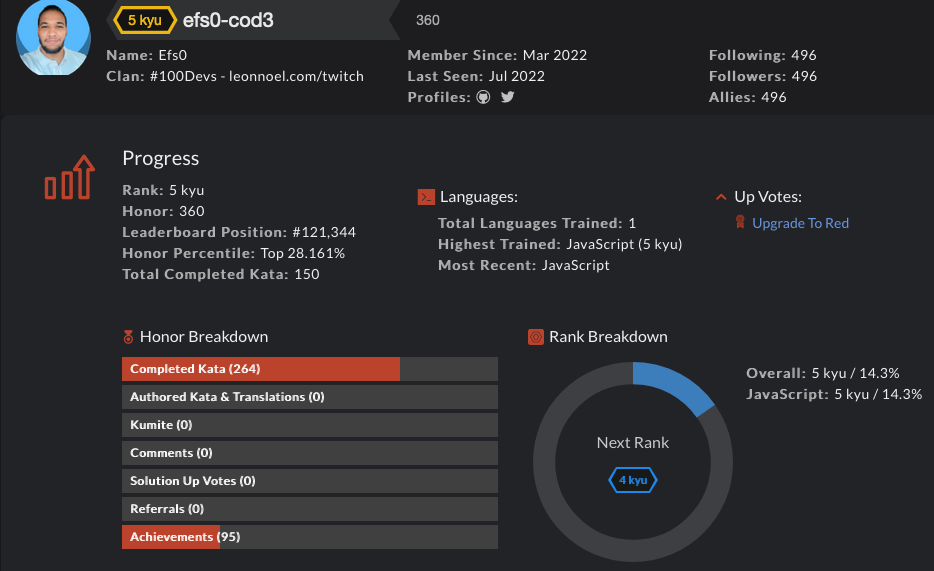 5 kyu efs0-cod3 360
Name: Efs0
Clan: #100Devs - leonnoel.com/twitch
Member Since: Mar 2022
Last Seen: Jul 2022
Profiles:
Following: 496
Followers: 496
Allies: 496
Progress
Rank: 5 kyu
Honor: 360
Leaderboard Position: #121,344
Honor Percentile: Top 28.161%
Total Completed Kata: 150
Languages:
Total Languages Trained: 1
Highest Trained: JavaScript (5 kyu)
Most Recent: JavaScript
Up Votes:
Upgrade To Red
Honor Breakdown
Completed Kata (264)
Authored Kata & Translations (0)
Kumite (0)
Comments (0)
Solution Up Votes (0)
Referrals (0)
Achievements (95)
Rank Breakdown
Next Rank
4 kyu
Overall: 5 kyu / 14.3%
JavaScript: 5 kyu / 14.3%